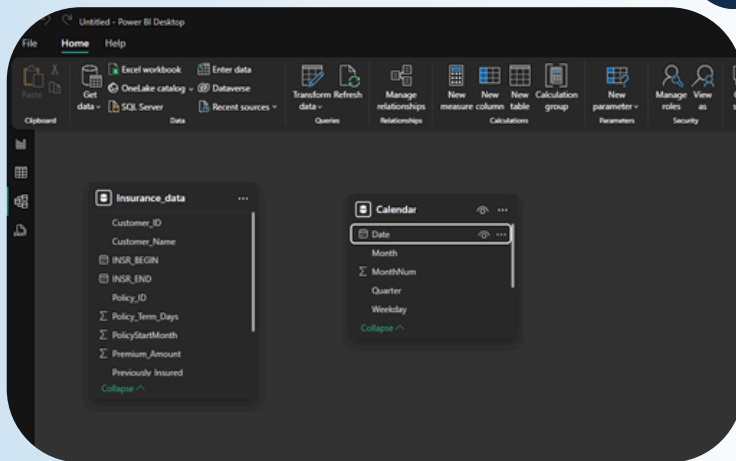 Untitled - Power BI Desktop
File Home Help
Paste
Clipboard
Get data
Excel workbook
OneLake catalog
SQL Server
Enter data
Dataverse
Recent sources
Data
Transform data
Refresh
Queries
Manage relationships
Relationships
New measure
New column
New table
Calculation group
Calculations
New parameter
Parameters
Manage roles
View as
Security
Insurance_data
Customer_ID
Customer_Name
INSR_BEGIN
INSR_END
Policy_ID
Policy_Term_Days
PolicyStartMonth
Premium_Amount
Previously_Insured
Collapse
Calendar
Date
Month
MonthNum
Quarter
Weekday
Collapse